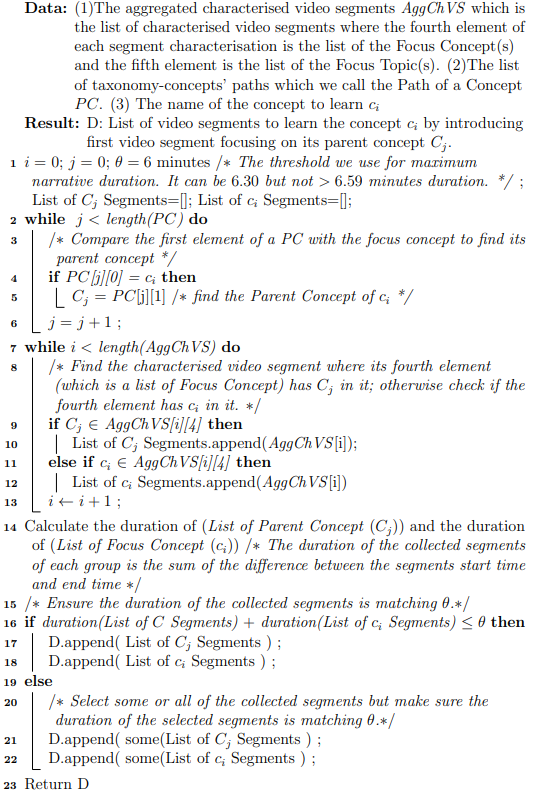 Data: (1)The aggregated characterised video segments AggChVS which is
the list of characterised video segments where the fourth element of
each segment characterisation is the list of the Focus Concept(s)
and the fifth element is the list of the Focus Topic(s). (2)The list
of taxonomy-concepts' paths which we call the Path of a Concept
PC. (3) The name of the concept to learn cᵢ
Result: D: List of video segments to learn the concept cᵢ by introducing
first video segment focusing on its parent concept Cⱼ.
1 i = 0; j = 0; θ = 6 minutes /* The threshold we use for maximum
narrative duration. It can be 6.30 but not > 6.59 minutes duration. */ ;
List of Cⱼ Segments=[]; List of cᵢ Segments=[];
2 while j < length(PC) do
3 /* Compare the first element of a PC with the focus concept to find its
parent concept */
4 if PC[j][0] = cᵢ then
5 Cⱼ = PC[j][1] /* find the Parent Concept of cᵢ */
6 j = j + 1 ;
7 while i < length(AggChVS) do
8 /* Find the characterised video segment where its fourth element
(which is a list of Focus Concept) has Cⱼ in it; otherwise check if the
fourth element has cᵢ in it. */
9 if Cⱼ ∈ AggChVS[i][4] then
10 List of Cⱼ Segments.append(AggChVS[i]);
11 else if cᵢ ∈ AggChVS[i][4] then
12 List of cᵢ Segments.append(AggChVS[i])
13 i ← i + 1 ;
14 Calculate the duration of (List of Parent Concept (Cⱼ)) and the duration
of (List of Focus Concept (cᵢ)) /* The duration of the collected segments
of each group is the sum of the difference between the segments start time
and end time */
15 /* Ensure the duration of the collected segments is matching θ.*/
16 if duration(List of C Segments) + duration(List of cᵢ Segments) ≤ θ then
17 D.append( List of Cⱼ Segments ) ;
18 D.append( List of cᵢ Segments ) ;
19 else
20 /* Select some or all of the collected segments but make sure the
duration of the selected segments is matching θ.*/
21 D.append( some(List of Cⱼ Segments ) ;
22 D.append( some(List of cᵢ Segments ) ;
23 Return D